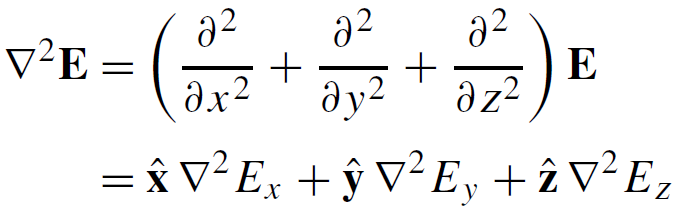 ∇²𝐄 = ( ∂²/∂x² + ∂²/∂y² + ∂²/∂z² ) 𝐄
= 𝐱̂ ∇²Eₓ + 𝐲̂ ∇²E_y + 𝐳̂ ∇²E_z